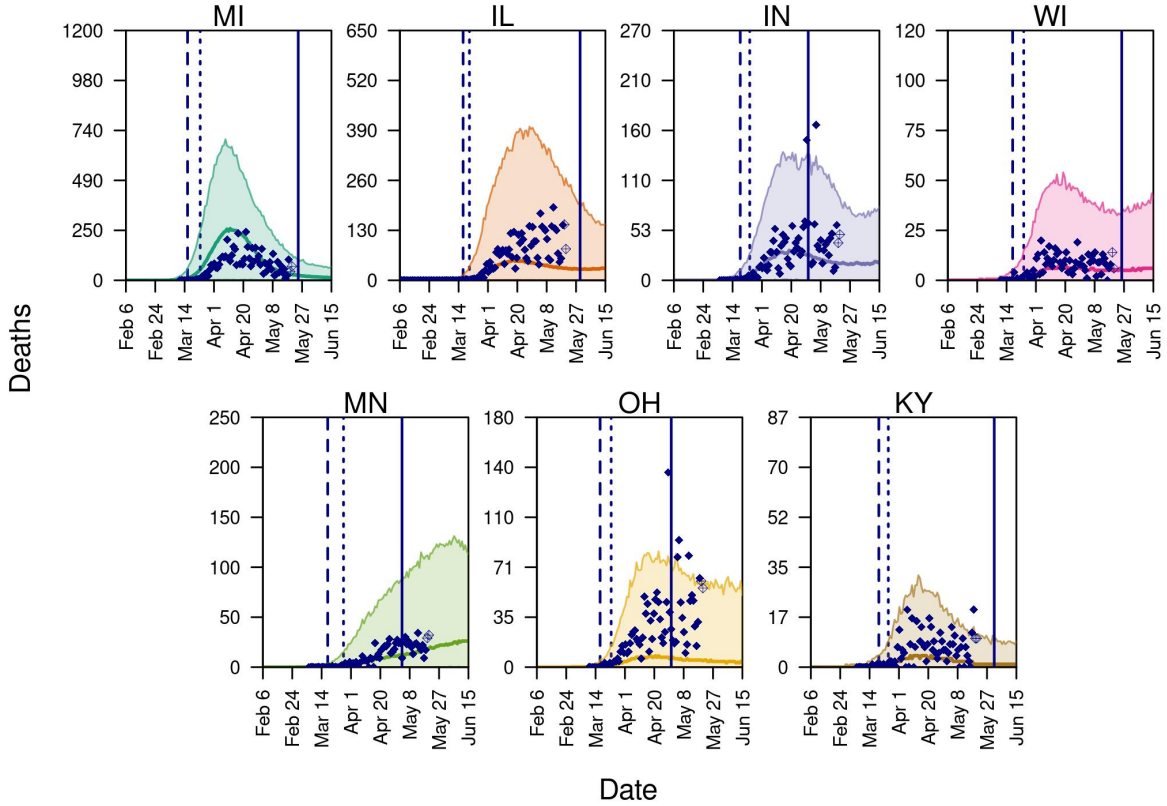 MI IL IN WI
1200 650 270 120
980 520 210 100
740 390 160 75
490 260 110 50
250 130 53 25
0 0 0 0
Feb 6 Feb 24 Mar 14 Apr 1 Apr 20 May 8 May 27 Jun 15 Feb 6 Feb 24 Mar 14 Apr 1 Apr 20 May 8 May 27 Jun 15 Feb 6 Feb 24 Mar 14 Apr 1 Apr 20 May 8 May 27 Jun 15 Feb 6 Feb 24 Mar 14 Apr 1 Apr 20 May 8 May 27 Jun 15
Deaths
MN OH KY
250 180 87
200 140 70
150 110 52
100 71 35
50 35 17
0 0 0
Feb 6 Feb 24 Mar 14 Apr 1 Apr 20 May 8 May 27 Jun 15 Feb 6 Feb 24 Mar 14 Apr 1 Apr 20 May 8 May 27 Jun 15 Feb 6 Feb 24 Mar 14 Apr 1 Apr 20 May 8 May 27 Jun 15
Date